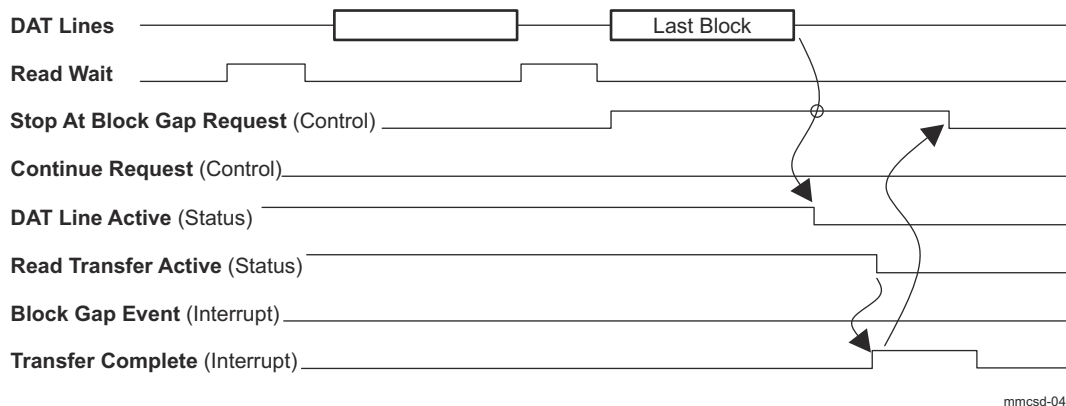 DAT Lines
Last Block
Read Wait
Stop At Block Gap Request (Control)
Continue Request (Control)
DAT Line Active (Status)
Read Transfer Active (Status)
Block Gap Event (Interrupt)
Transfer Complete (Interrupt)
mmcsd-04